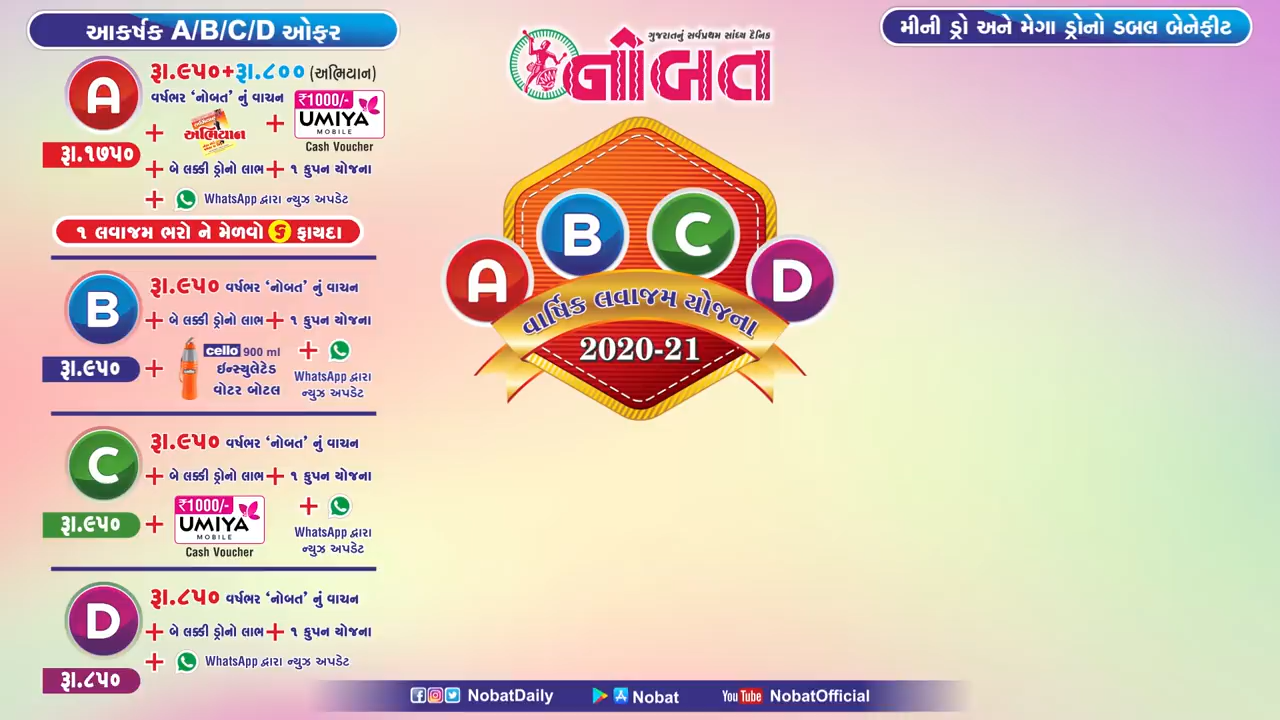 આકર્ષક A/B/C/D ઓફર
A
રૂા.૯૫૦+રૂા.૮૦૦ (અભિયાન)
વર્ષભર ‘નોબત’ નું વાચન
+ અભિયાન + ₹1000/- UMIYA MOBILE
Cash Voucher
રૂા.૧૭૫૦
+ બે લક્કી ડ્રોનો લાભ + ૧ કુપન યોજના
+ WhatsApp દ્વારા ન્યુઝ અપડેટ
૧ લવાજમ ભરો ને મેળવો ૬ ફાયદા
B
રૂા.૯૫૦ વર્ષભર ‘નોબત’ નું વાચન
+ બે લક્કી ડ્રોનો લાભ + ૧ કુપન યોજના
રૂા.૯૫૦
+ cello 900 ml
ઈન્સ્યુલેટેડ
વોટર બોટલ
+ WhatsApp દ્વારા
ન્યુઝ અપડેટ
C
રૂા.૯૫૦ વર્ષભર ‘નોબત’ નું વાચન
+ બે લક્કી ડ્રોનો લાભ + ૧ કુપન યોજના
રૂા.૯૫૦
+ ₹1000/- UMIYA MOBILE
Cash Voucher
+ WhatsApp દ્વારા
ન્યુઝ અપડેટ
D
રૂા.૮૫૦ વર્ષભર ‘નોબત’ નું વાચન
+ બે લક્કી ડ્રોનો લાભ + ૧ કુપન યોજના
+ WhatsApp દ્વારા ન્યુઝ અપડેટ
રૂા.૮૫૦
ગુજરાતનું સર્વપ્રથમ સાંધ્ય દૈનિક
નોબત
A B C D
વાર્ષિક લવાજમ યોજના
2020-21
મીની ડ્રો અને મેગા ડ્રોનો ડબલ બેનેફીટ
NobatDaily Nobat YouTube NobatOfficial